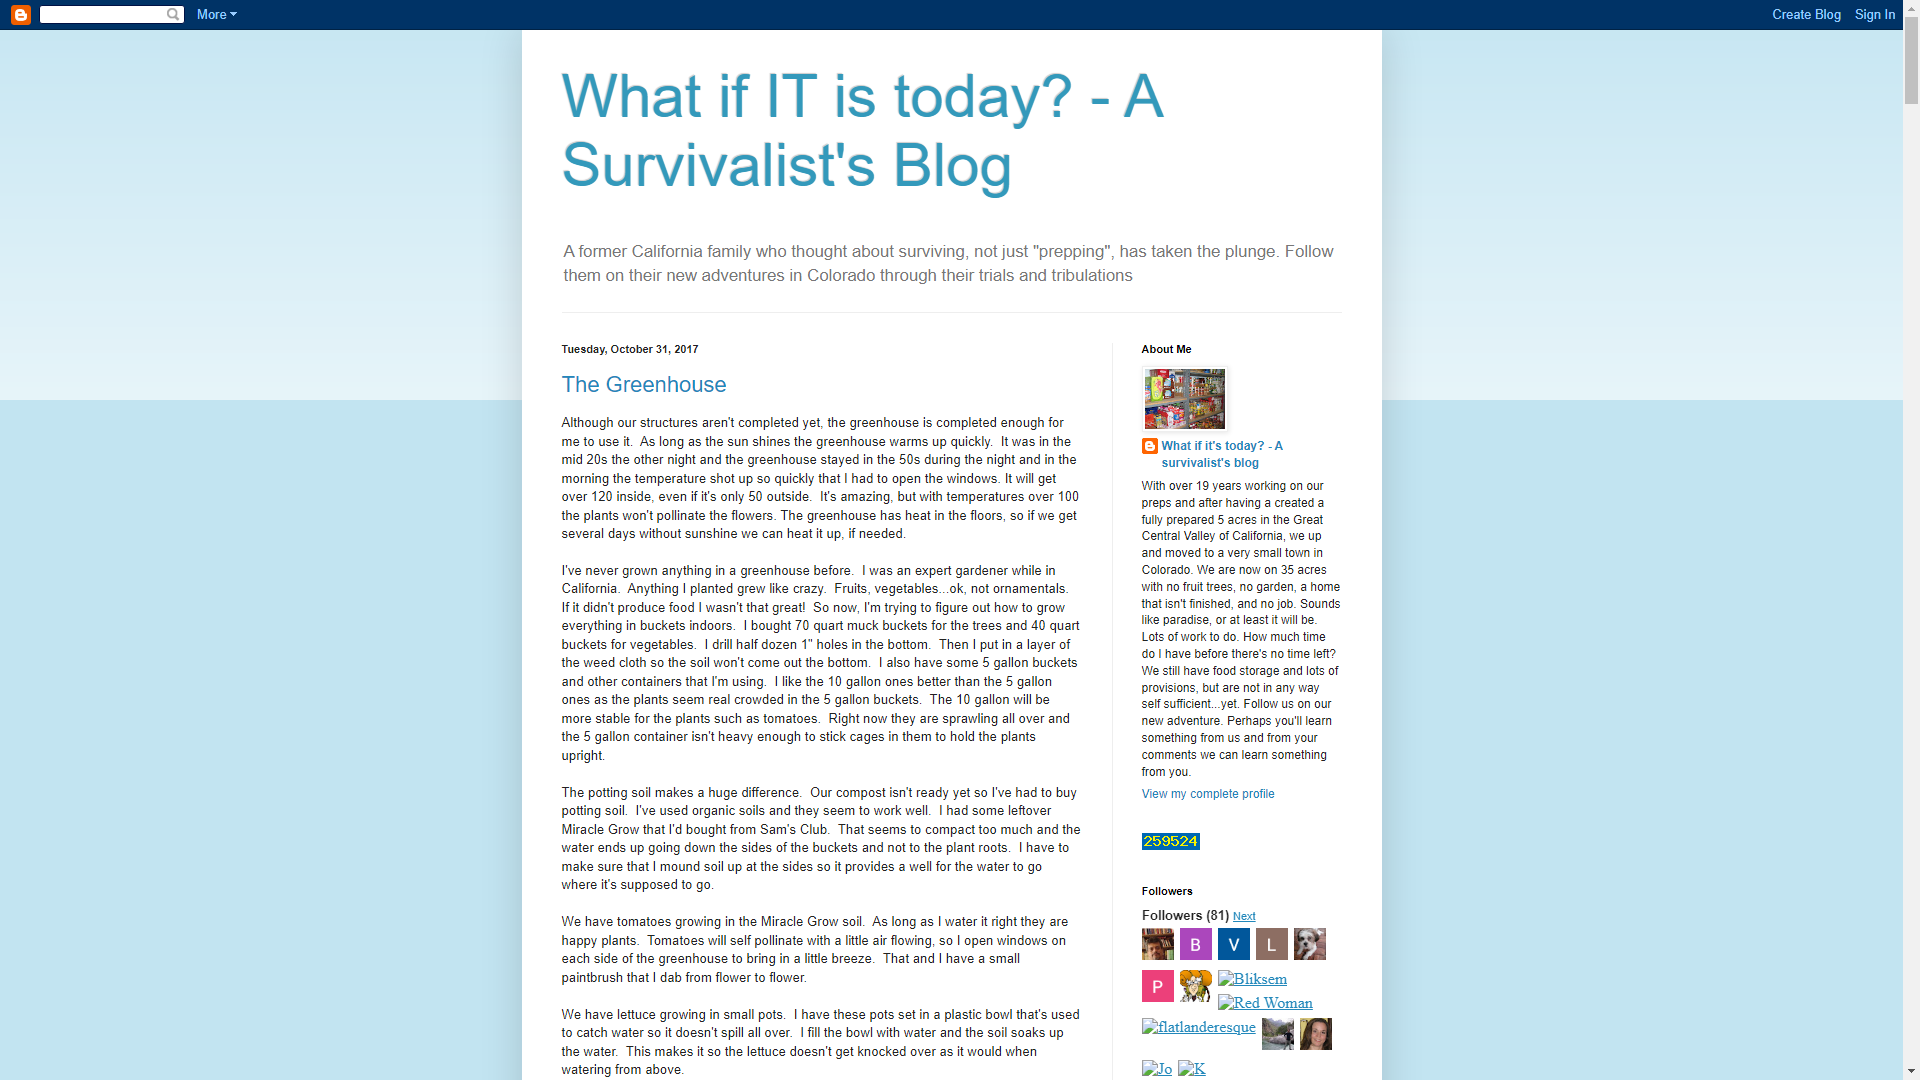 More
Create Blog
Sign In
What if IT is today? - A
Survivalist's Blog
A former California family who thought about surviving, not just "prepping", has taken the plunge. Follow
them on their new adventures in Colorado through their trials and tribulations
Tuesday, October 31, 2017
The Greenhouse
Although our structures aren't completed yet, the greenhouse is completed enough for
me to use it.  As long as the sun shines the greenhouse warms up quickly.  It was in the
mid 20s the other night and the greenhouse stayed in the 50s during the night and in the
morning the temperature shot up so quickly that I had to open the windows. It will get
over 120 inside, even if it's only 50 outside.  It's amazing, but with temperatures over 100
the plants won't pollinate the flowers. The greenhouse has heat in the floors, so if we get
several days without sunshine we can heat it up, if needed.
I've never grown anything in a greenhouse before.  I was an expert gardener while in
California.  Anything I planted grew like crazy.  Fruits, vegetables...ok, not ornamentals.
If it didn't produce food I wasn't that great!  So now, I'm trying to figure out how to grow
everything in buckets indoors.  I bought 70 quart muck buckets for the trees and 40 quart
buckets for vegetables.  I drill half dozen 1" holes in the bottom.  Then I put in a layer of
the weed cloth so the soil won't come out the bottom.  I also have some 5 gallon buckets
and other containers that I'm using.  I like the 10 gallon ones better than the 5 gallon
ones as the plants seem real crowded in the 5 gallon buckets.  The 10 gallon will be
more stable for the plants such as tomatoes.  Right now they are sprawling all over and
the 5 gallon container isn't heavy enough to stick cages in them to hold the plants
upright.
The potting soil makes a huge difference.  Our compost isn't ready yet so I've had to buy
potting soil.  I've used organic soils and they seem to work well.  I had some leftover
Miracle Grow that I'd bought from Sam's Club.  That seems to compact too much and the
water ends up going down the sides of the buckets and not to the plant roots.  I have to
make sure that I mound soil up at the sides so it provides a well for the water to go
where it's supposed to go.
We have tomatoes growing in the Miracle Grow soil.  As long as I water it right they are
happy plants.  Tomatoes will self pollinate with a little air flowing, so I open windows on
each side of the greenhouse to bring in a little breeze.  That and I have a small
paintbrush that I dab from flower to flower.
We have lettuce growing in small pots.  I have these pots set in a plastic bowl that's used
to catch water so it doesn't spill all over.  I fill the bowl with water and the soil soaks up
the water.  This makes it so the lettuce doesn't get knocked over as it would when
watering from above.
About Me
What if it's today? - A
survivalist's blog
With over 19 years working on our
preps and after having a created a
fully prepared 5 acres in the Great
Central Valley of California, we up
and moved to a very small town in
Colorado. We are now on 35 acres
with no fruit trees, no garden, a home
that isn't finished, and no job. Sounds
like paradise, or at least it will be.
Lots of work to do. How much time
do I have before there's no time left?
We still have food storage and lots of
provisions, but are not in any way
self sufficient...yet. Follow us on our
new adventure. Perhaps you'll learn
something from us and from your
comments we can learn something
from you.
View my complete profile
259524
Followers
Followers (81) Next
B V L
P Bliksem
Red Woman
flatlanderesque
Jo K